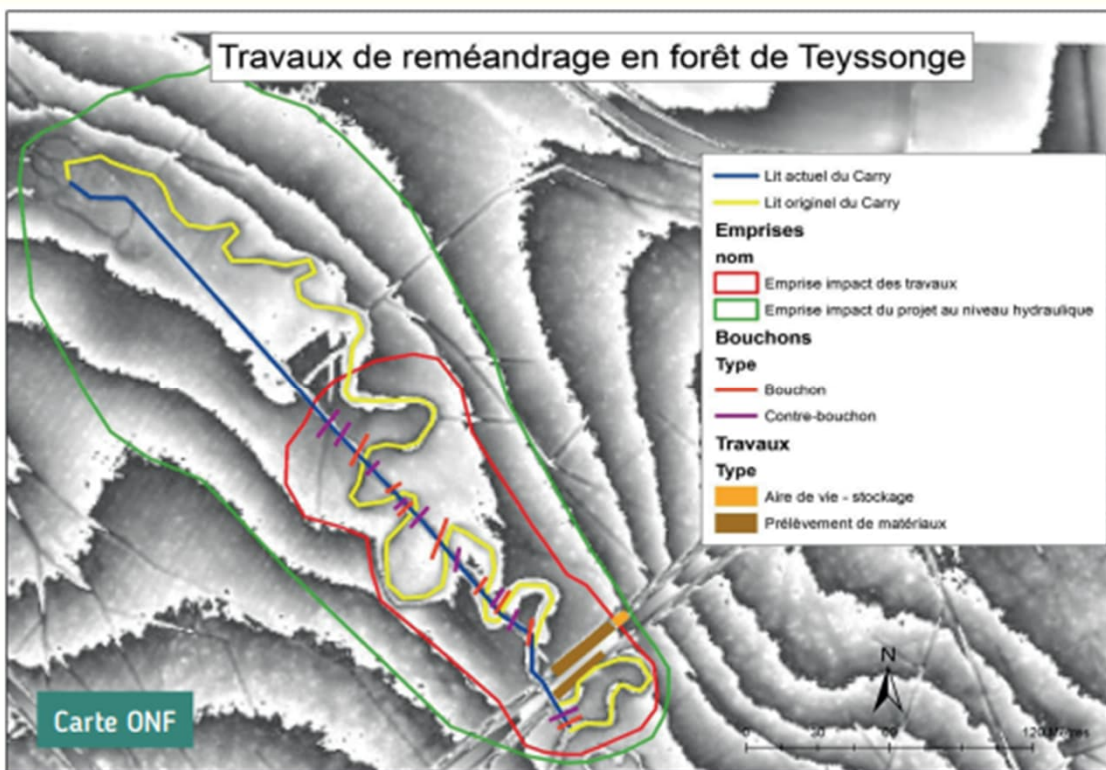 Travaux de reméandrage en forêt de Teyssonge
Lit actuel du Carry
Lit originel du Carry
Emprises
nom
Emprise impact des travaux
Emprise impact du projet au niveau hydraulique
Bouchons
Type
Bouchon
Contre-bouchon
Travaux
Type
Aire de vie - stockage
Prélèvement de matériaux
N
0 30 60 120 Mètres
Carte ONF